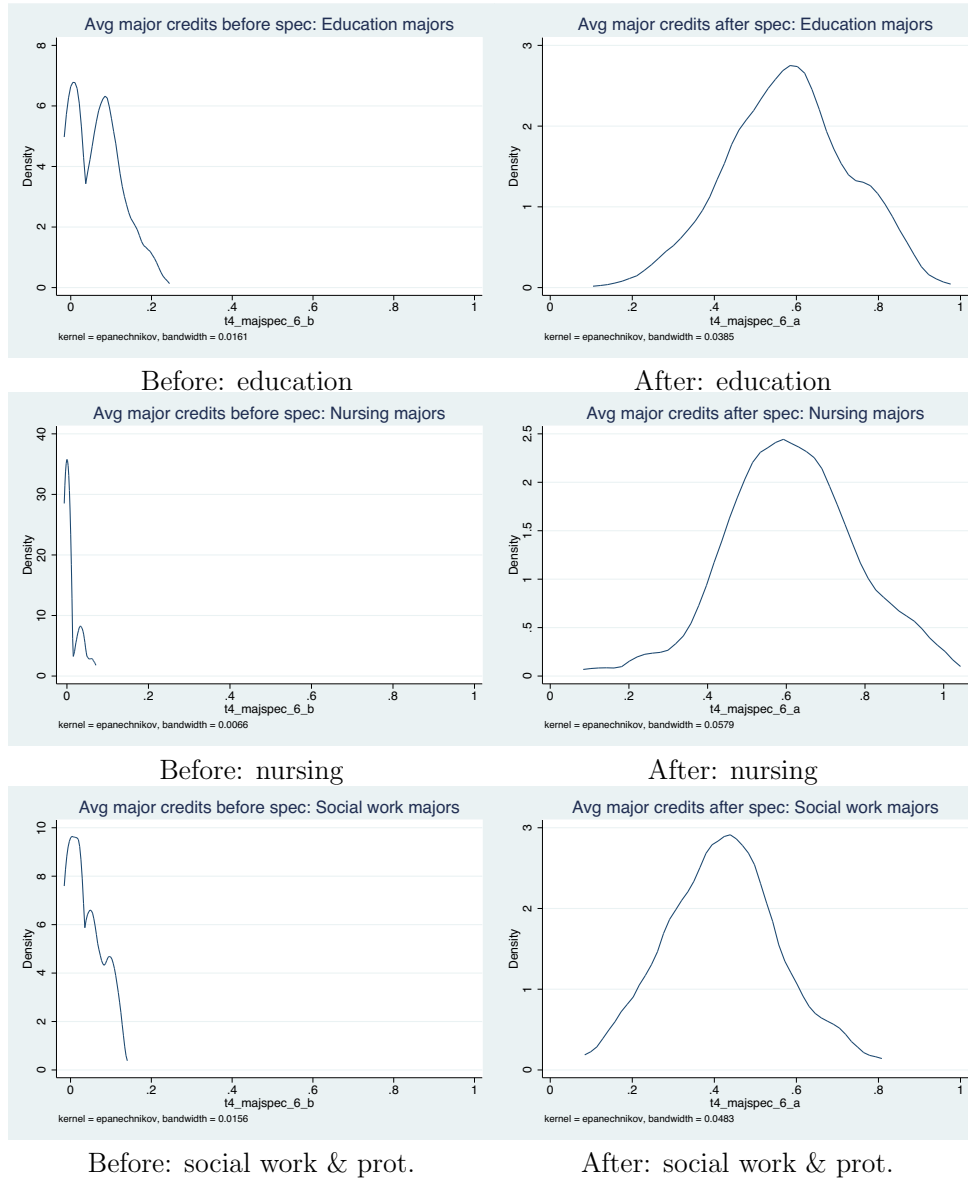 Avg major credits before spec: Education majors
Density
0 2 4 6 8
0 .2 .4 .6 .8 1
t4_majspec_6_b
kernel = epanechnikov, bandwidth = 0.0161
Before: education
Avg major credits after spec: Education majors
Density
0 1 2 3
0 .2 .4 .6 .8 1
t4_majspec_6_a
kernel = epanechnikov, bandwidth = 0.0385
After: education
Avg major credits before spec: Nursing majors
Density
0 10 20 30 40
0 .2 .4 .6 .8 1
t4_majspec_6_b
kernel = epanechnikov, bandwidth = 0.0066
Before: nursing
Avg major credits after spec: Nursing majors
Density
0 .5 1 1.5 2 2.5
0 .2 .4 .6 .8 1
t4_majspec_6_a
kernel = epanechnikov, bandwidth = 0.0579
After: nursing
Avg major credits before spec: Social work majors
Density
0 2 4 6 8 10
0 .2 .4 .6 .8 1
t4_majspec_6_b
kernel = epanechnikov, bandwidth = 0.0156
Before: social work & prot.
Avg major credits after spec: Social work majors
Density
0 1 2 3
0 .2 .4 .6 .8 1
t4_majspec_6_a
kernel = epanechnikov, bandwidth = 0.0483
After: social work & prot.